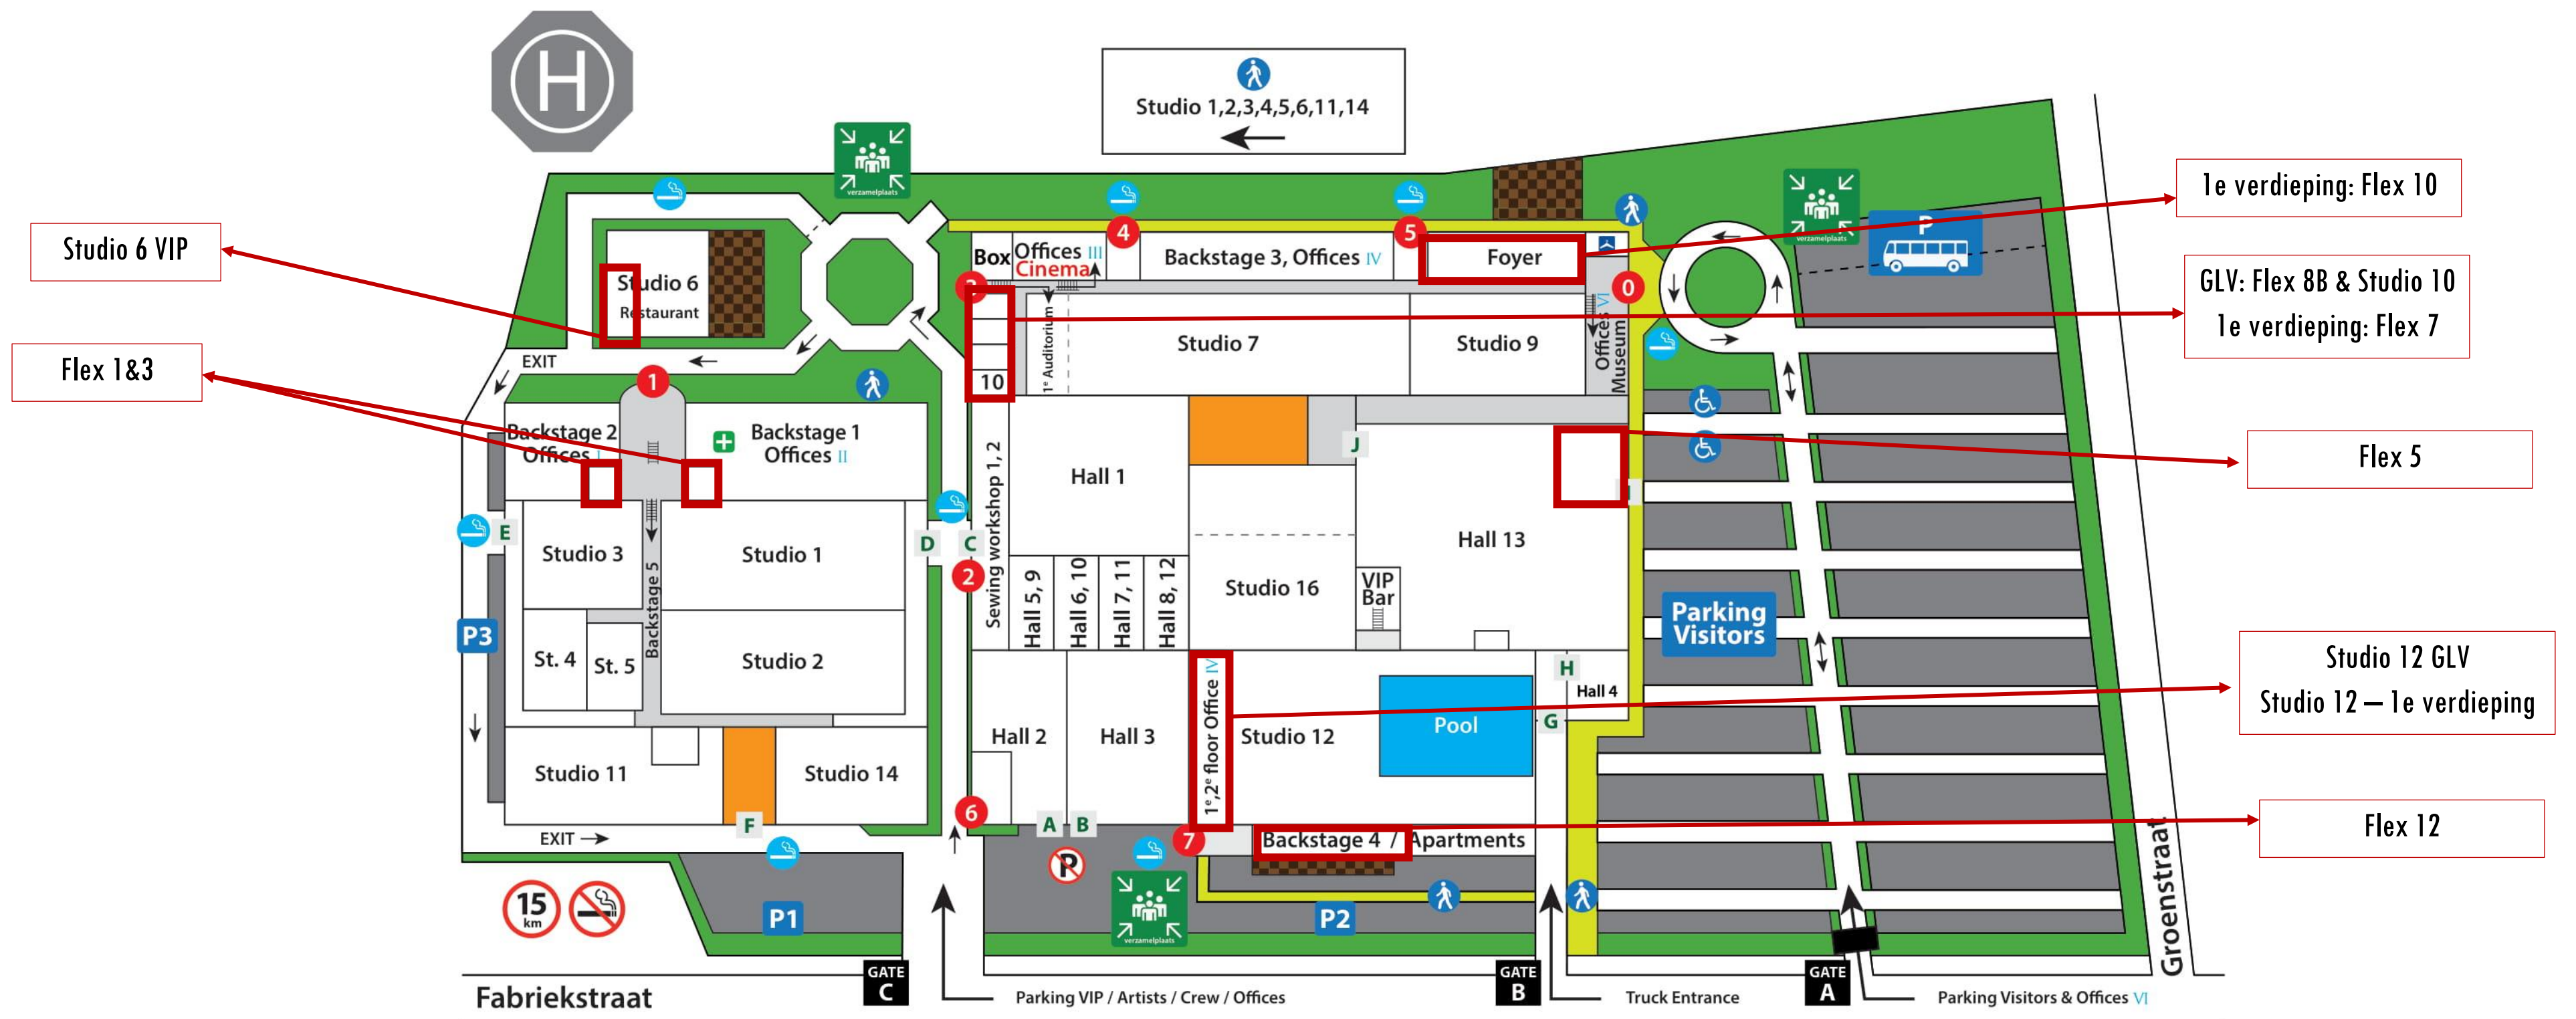 H
Studio 1,2,3,4,5,6,11,14
verzamelplaats
verzamelplaats
1e verdieping: Flex 10
Studio 6 VIP
GLV: Flex 8B & Studio 10
1e verdieping: Flex 7
Flex 1&3
Flex 5
Studio 12 GLV
Studio 12 – 1e verdieping
Flex 12
P
4
5
Box
Offices III
Cinema
Backstage 3, Offices IV
Foyer
Studio 6
Restaurant
3
0
EXIT
1
10
1e Auditorium
Studio 7
Studio 9
Offices VI
Museum
Backstage 2
Offices I
Backstage 1
Offices II
J
Hall 1
Sewing workshop 1, 2
E
D
C
2
Studio 3
Studio 1
Backstage 5
Hall 13
Hall 5, 9
Hall 6, 10
Hall 7, 11
Hall 8, 12
Studio 16
VIP
Bar
Parking
Visitors
P3
St. 4
St. 5
Studio 2
H
Hall 4
G
1e,2e floor Office IV
Hall 2
Hall 3
Studio 12
Pool
Studio 11
Studio 14
F
6
A
B
7
EXIT
Backstage 4 / Apartments
P
15
km
P1
verzamelplaats
P2
Groenstraat
Fabriekstraat
GATE
C
Parking VIP / Artists / Crew / Offices
GATE
B
Truck Entrance
GATE
A
Parking Visitors & Offices VI